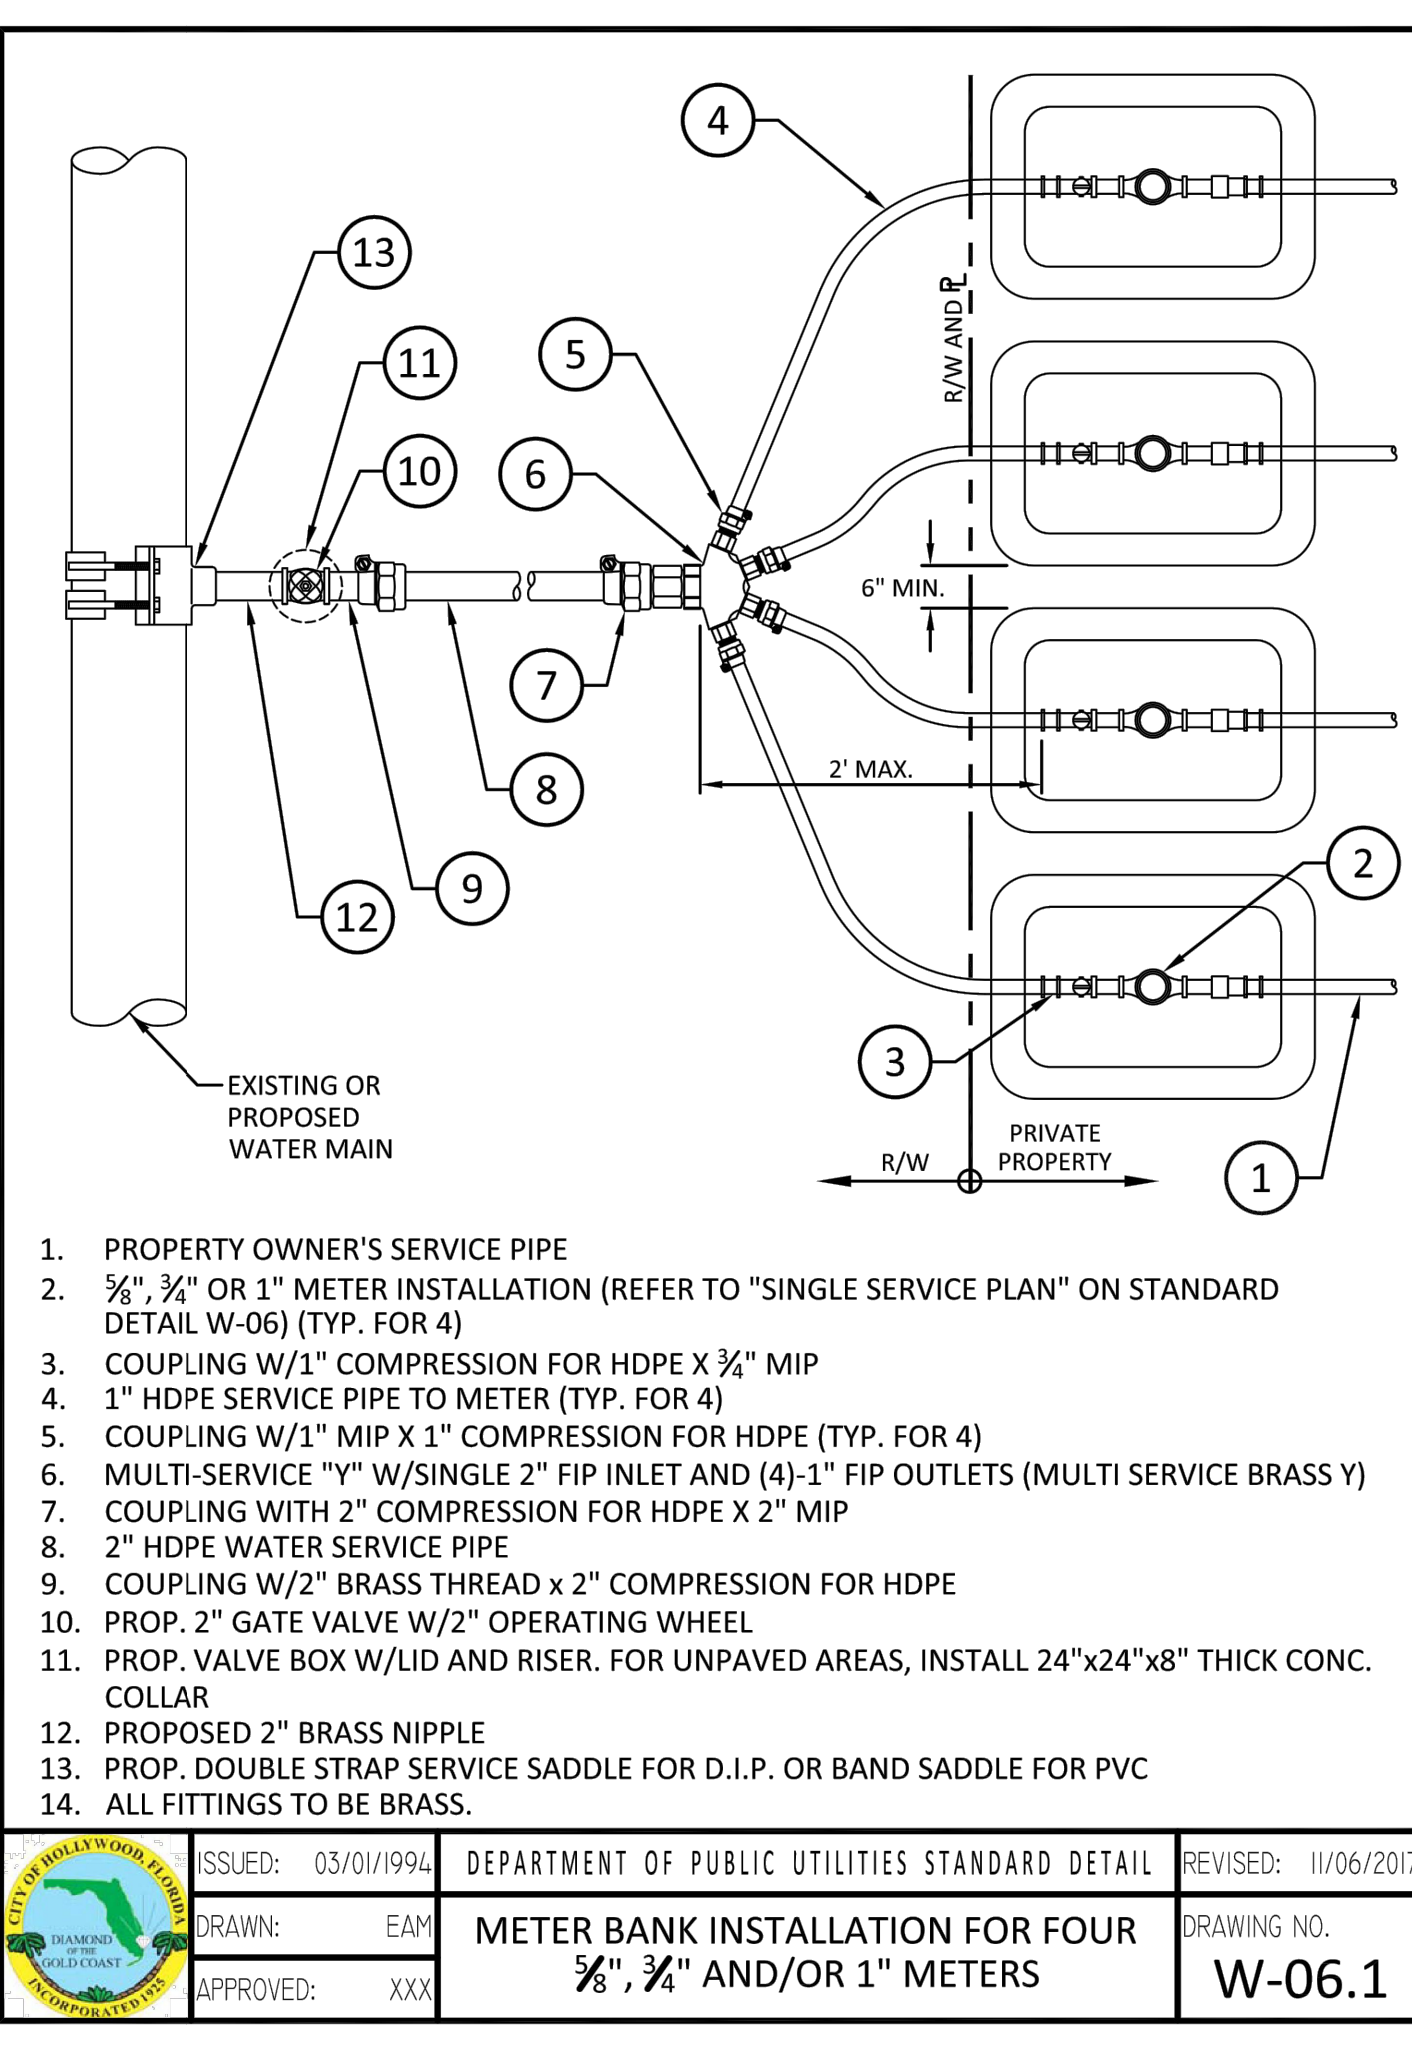 4
13
11
5
10
6
R/W AND PL
6" MIN.
7
8
2' MAX.
9
12
2
3
EXISTING OR
PROPOSED
WATER MAIN
PRIVATE
R/W PROPERTY
1
1. PROPERTY OWNER'S SERVICE PIPE
2. ⅝", ¾" OR 1" METER INSTALLATION (REFER TO "SINGLE SERVICE PLAN" ON STANDARD
DETAIL W-06) (TYP. FOR 4)
3. COUPLING W/1" COMPRESSION FOR HDPE X ¾" MIP
4. 1" HDPE SERVICE PIPE TO METER (TYP. FOR 4)
5. COUPLING W/1" MIP X 1" COMPRESSION FOR HDPE (TYP. FOR 4)
6. MULTI-SERVICE "Y" W/SINGLE 2" FIP INLET AND (4)-1" FIP OUTLETS (MULTI SERVICE BRASS Y)
7. COUPLING WITH 2" COMPRESSION FOR HDPE X 2" MIP
8. 2" HDPE WATER SERVICE PIPE
9. COUPLING W/2" BRASS THREAD x 2" COMPRESSION FOR HDPE
10. PROP. 2" GATE VALVE W/2" OPERATING WHEEL
11. PROP. VALVE BOX W/LID AND RISER. FOR UNPAVED AREAS, INSTALL 24"x24"x8" THICK CONC.
COLLAR
12. PROPOSED 2" BRASS NIPPLE
13. PROP. DOUBLE STRAP SERVICE SADDLE FOR D.I.P. OR BAND SADDLE FOR PVC
14. ALL FITTINGS TO BE BRASS.
CITY OF HOLLYWOOD, FLORIDA
DIAMOND
OF THE
GOLD COAST
INCORPORATED 1925
ISSUED: 03/01/1994
DRAWN: EAM
APPROVED: XXX
DEPARTMENT OF PUBLIC UTILITIES STANDARD DETAIL
METER BANK INSTALLATION FOR FOUR
⅝", ¾" AND/OR 1" METERS
REVISED: 11/06/2017
DRAWING NO.
W-06.1